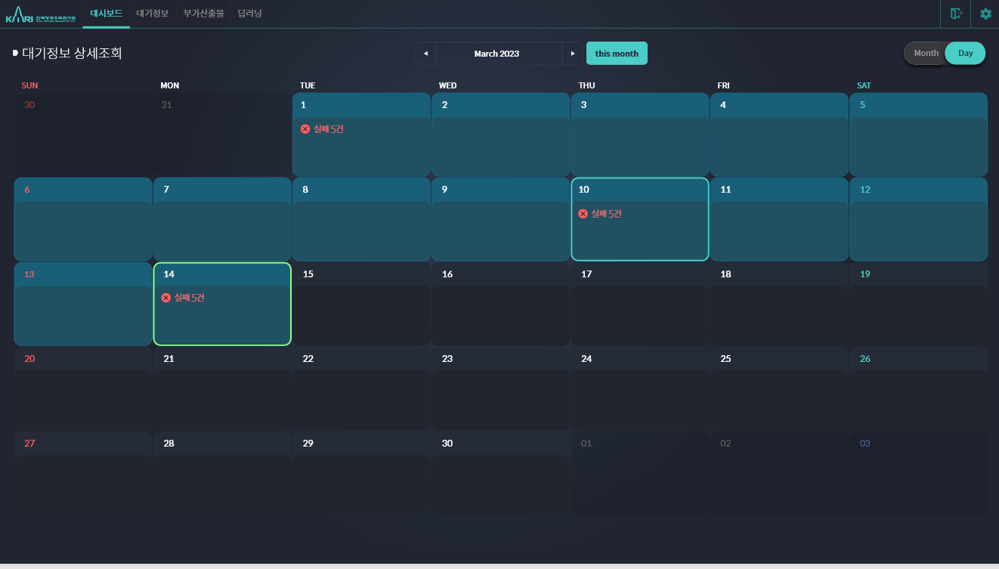 KARI 한국항공우주연구원
대시보드 대기정보 부가산출물 딥러닝
대기정보 상세조회
March 2023
this month
Month Day
SUN MON TUE WED THU FRI SAT
30 31 1 2 3 4 5
실패 5건
6 7 8 9 10 11 12
실패 5건
13 14 15 16 17 18 19
실패 5건
20 21 22 23 24 25 26
27 28 29 30 01 02 03